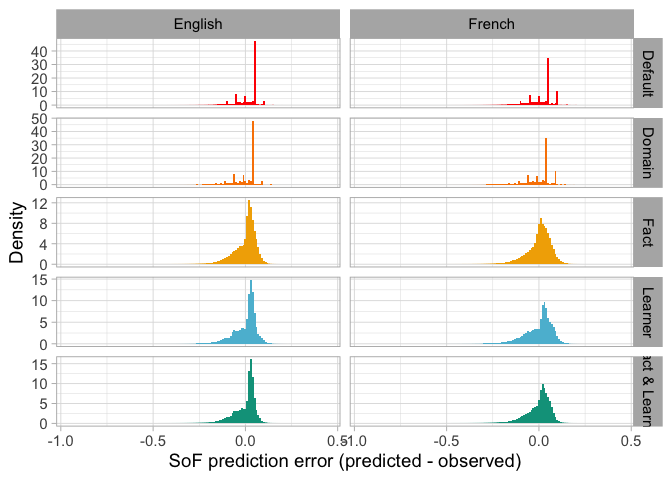 English French
40
30
20
10
0
Default
50
40
30
20
10
0
Domain
12
8
4
0
Fact
15
10
5
0
Learner
15
10
5
0
act & Learn
Density
-1.0 -0.5 0.0 0.5 -1.0 -0.5 0.0 0.5
SoF prediction error (predicted - observed)